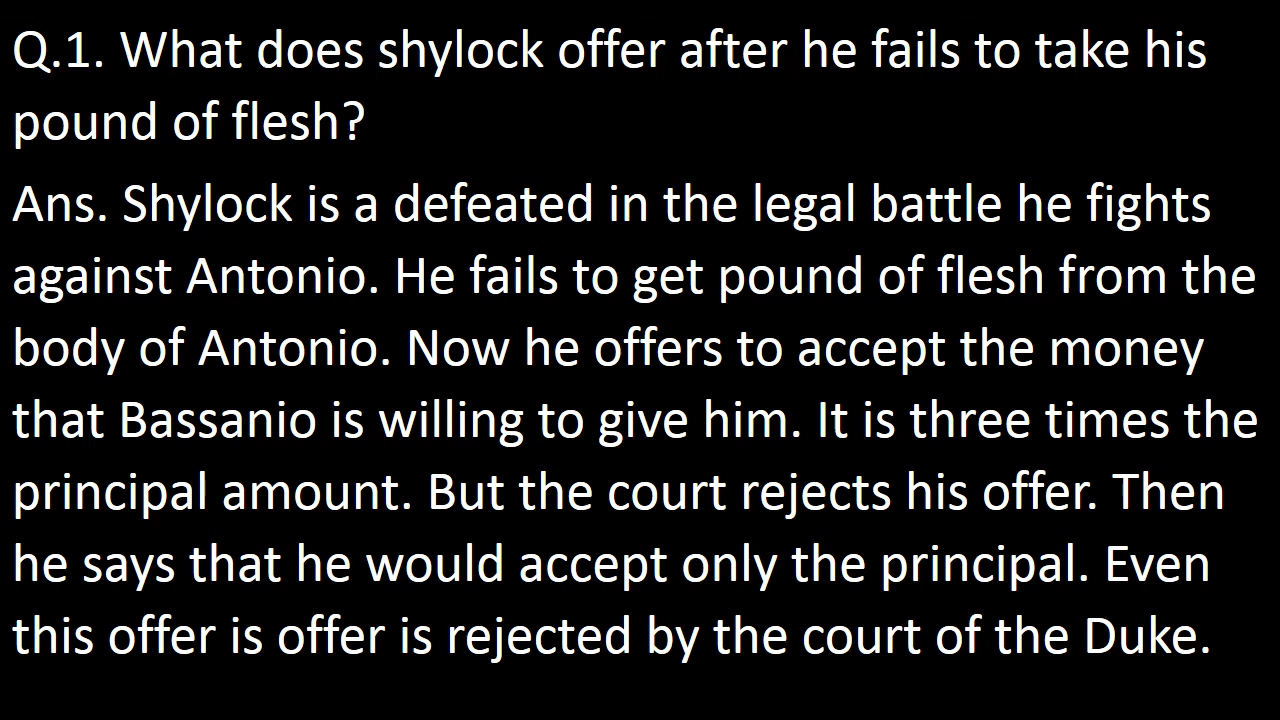 Q.1. What does shylock offer after he fails to take his
pound of flesh?
Ans. Shylock is a defeated in the legal battle he fights
against Antonio. He fails to get pound of flesh from the
body of Antonio. Now he offers to accept the money
that Bassanio is willing to give him. It is three times the
principal amount. But the court rejects his offer. Then
he says that he would accept only the principal. Even
this offer is offer is rejected by the court of the Duke.